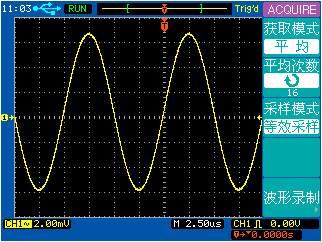 11:03 RUN Trig'd ACQUIRE
T
获取模式
平 均
平均次数
16
采样模式
等效采样
1
波形录制
CH1 2.00mV M 2.50us CH1 0.00V
0.0000s